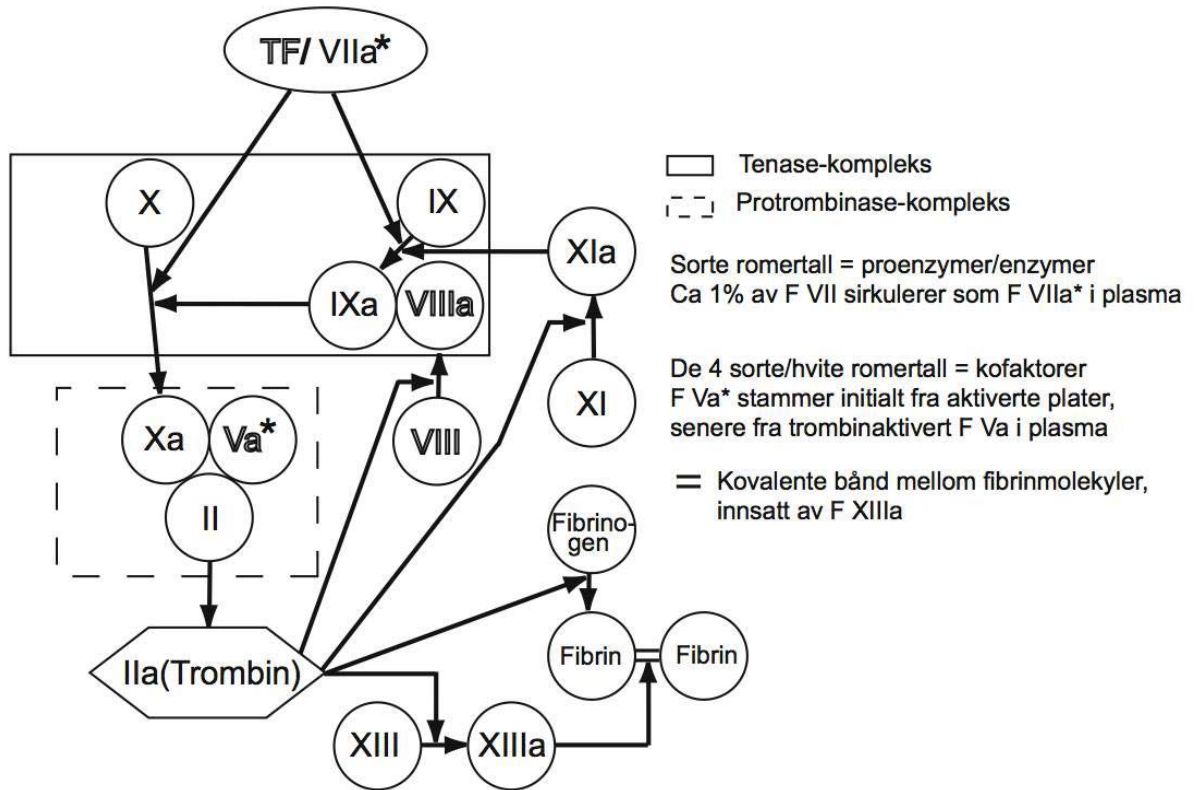 TF/ VIIa*
X
IX
IXa
VIIIa
XIa
XI
VIII
Xa
Va*
II
IIa(Trombin)
Fibrino-
gen
Fibrin
Fibrin
XIII
XIIIa
Tenase-kompleks
Protrombinase-kompleks
Sorte romertall = proenzymer/enzymer
Ca 1% av F VII sirkulerer som F VIIa* i plasma
De 4 sorte/hvite romertall = kofaktorer
F Va* stammer initialt fra aktiverte plater,
senere fra trombinaktivert F Va i plasma
Kovalente bånd mellom fibrinmolekyler,
innsatt av F XIIIa